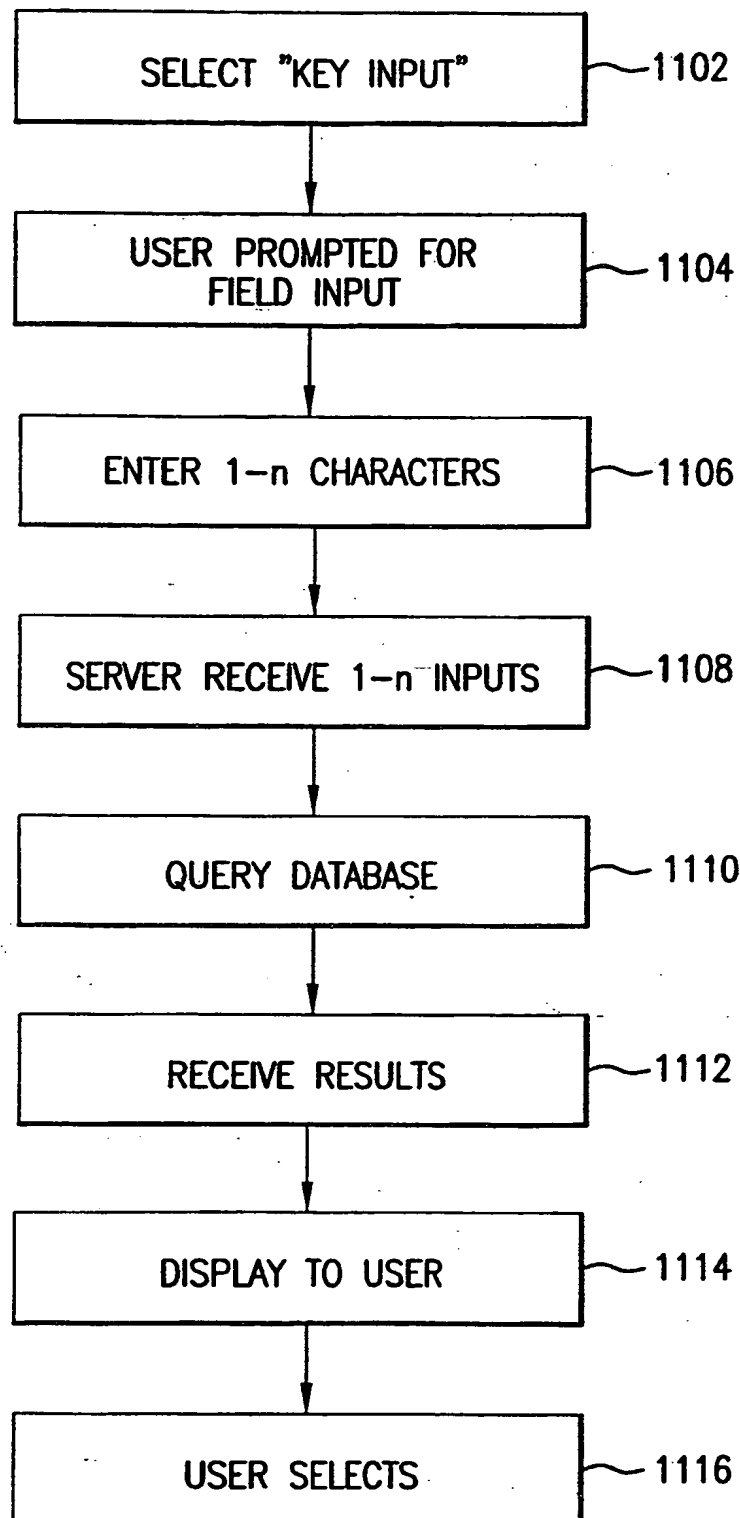 SELECT "KEY INPUT"
1102
USER PROMPTED FOR
FIELD INPUT
1104
ENTER 1-n CHARACTERS
1106
SERVER RECEIVE 1-n INPUTS
1108
QUERY DATABASE
1110
RECEIVE RESULTS
1112
DISPLAY TO USER
1114
USER SELECTS
1116